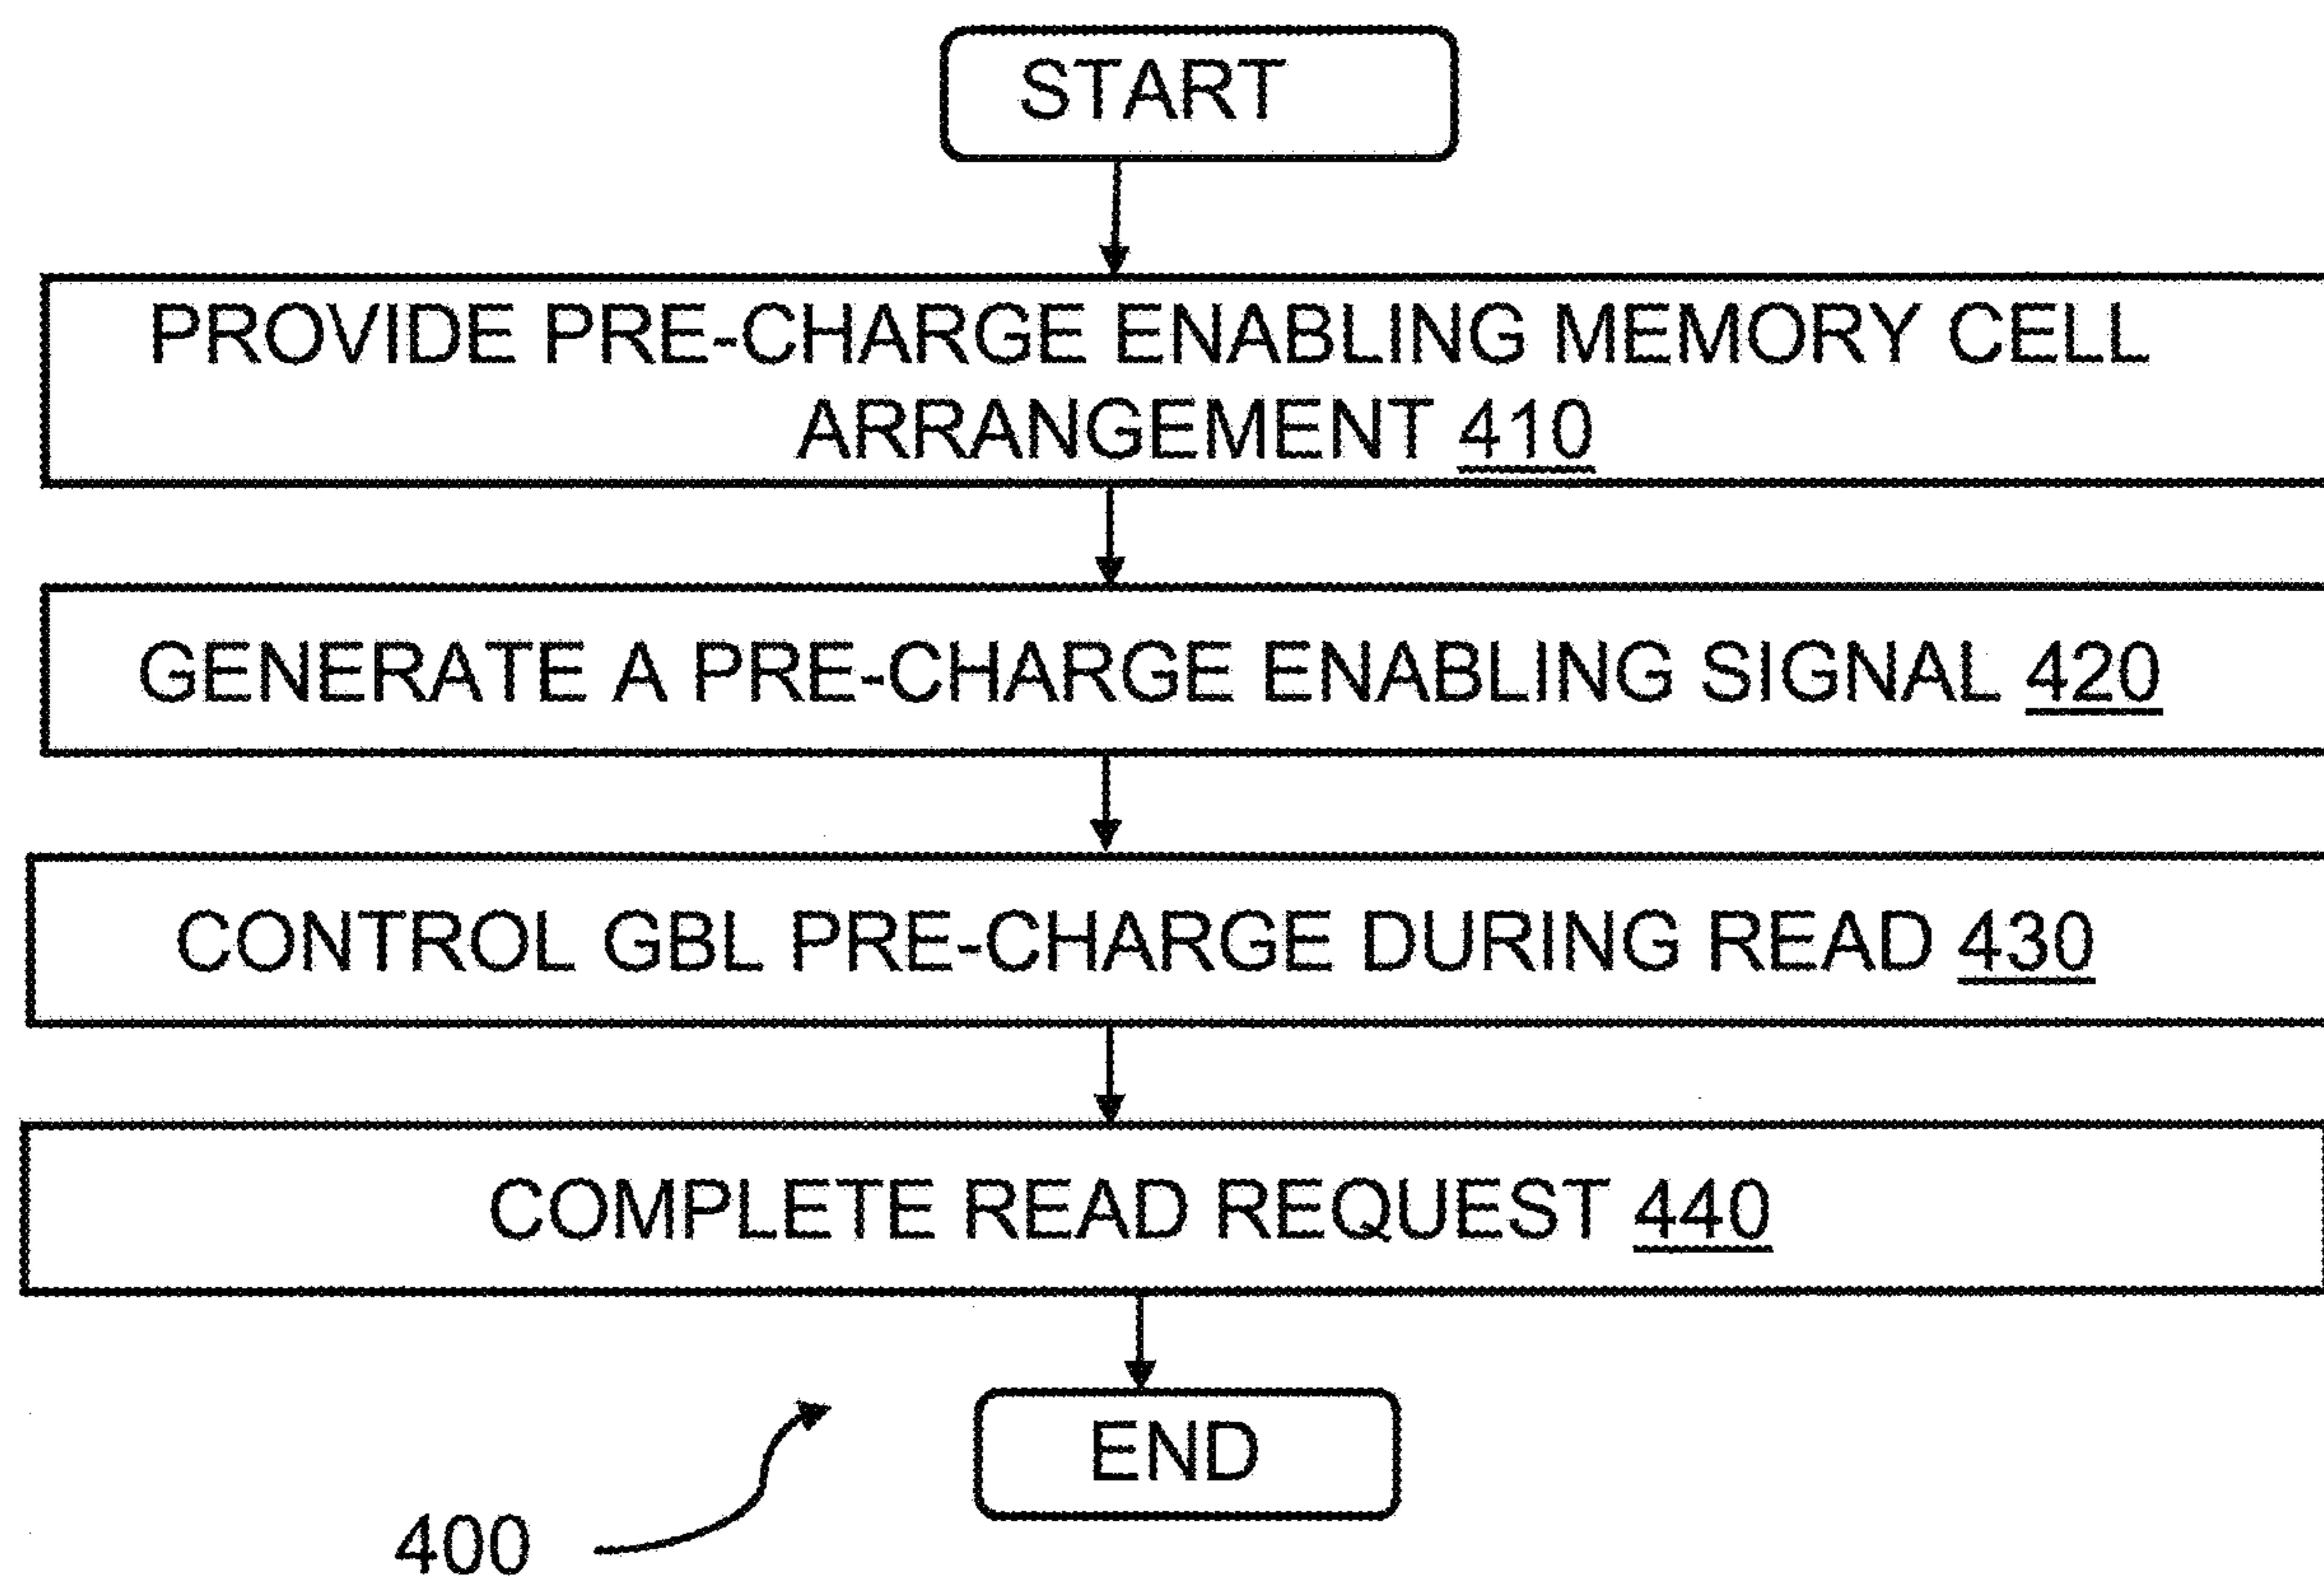 START
PROVIDE PRE-CHARGE ENABLING MEMORY CELL
ARRANGEMENT 410
GENERATE A PRE-CHARGE ENABLING SIGNAL 420
CONTROL GBL PRE-CHARGE DURING READ 430
COMPLETE READ REQUEST 440
END
400